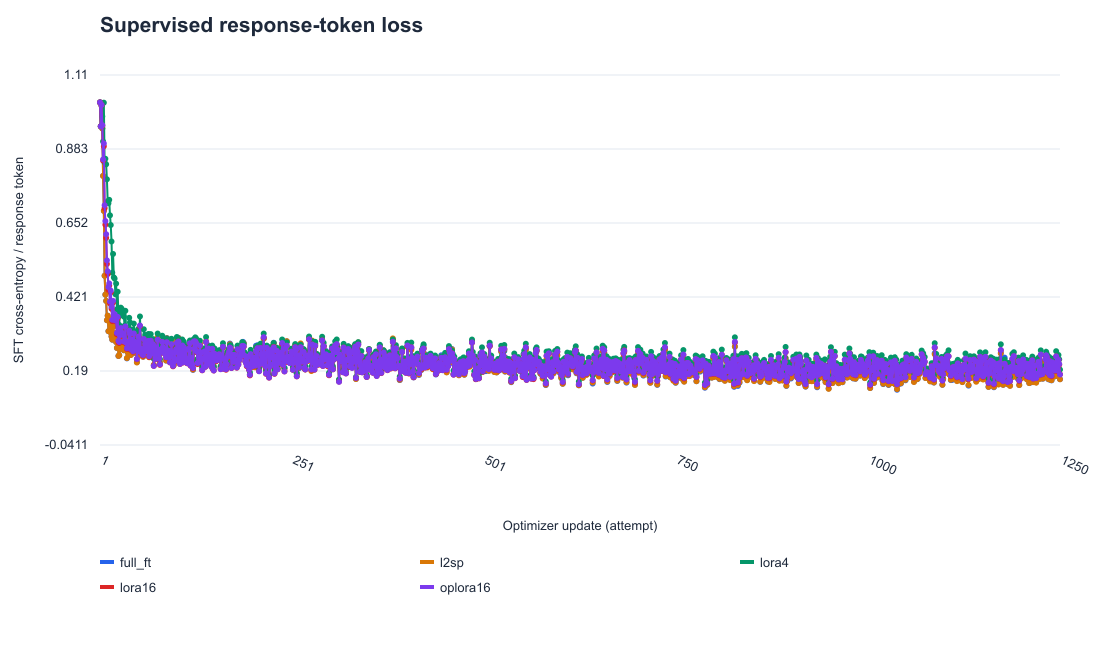 Supervised response-token loss
SFT cross-entropy / response token
1.11
0.883
0.652
0.421
0.19
-0.0411
1
251
501
750
1000
1250
Optimizer update (attempt)
full_ft
l2sp
lora4
lora16
oplora16